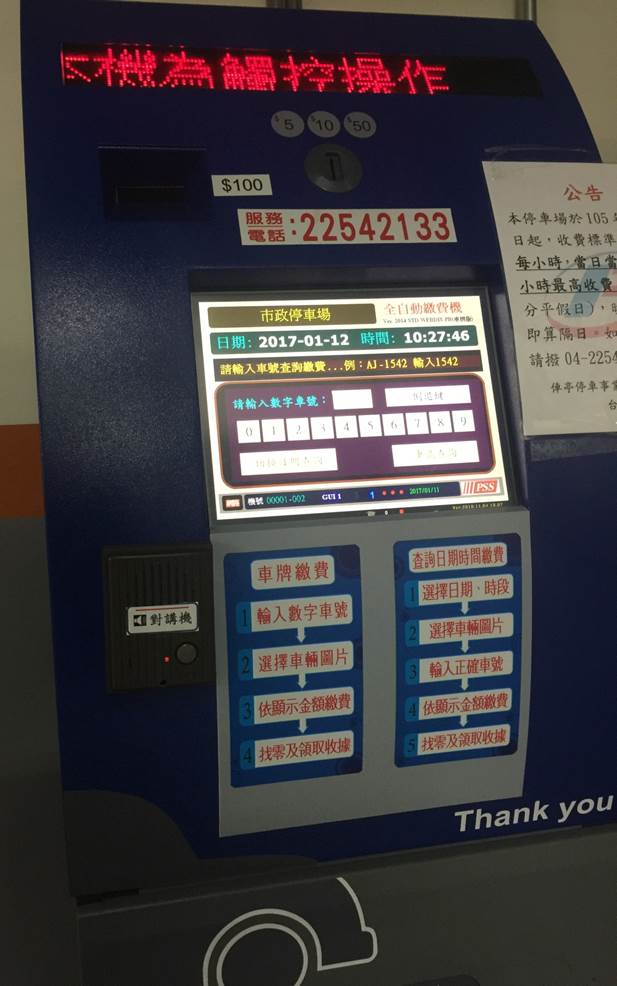 機為觸控操作
$5 $10 $50
$100
服務電話:22542133
公告
本停車場於105
日起,收費標準
每小時,當日當
小時最高收費
分平假日),
即算隔日。如
請撥04-2254
停車事
市政停車場 全自動繳費機
日期: 2017-01-12 時間: 10:27:46
請輸入車號查詢繳費...例:AJ-1542 輸入1542
請輸入數字車號:
0 1 2 3 4 5 6 7 8 9
機號 00001-002 GUI 1 1 2017/01/11 PSS
對講機
車牌繳費
1 輸入數字車號
2 選擇車輛圖片
3 依顯示金額繳費
4 找零及領取收據
查詢日期時間繳費
1 選擇日期、時段
2 選擇車輛圖片
3 輸入正確車號
4 依顯示金額繳費
5 找零及領取收據
Thank you